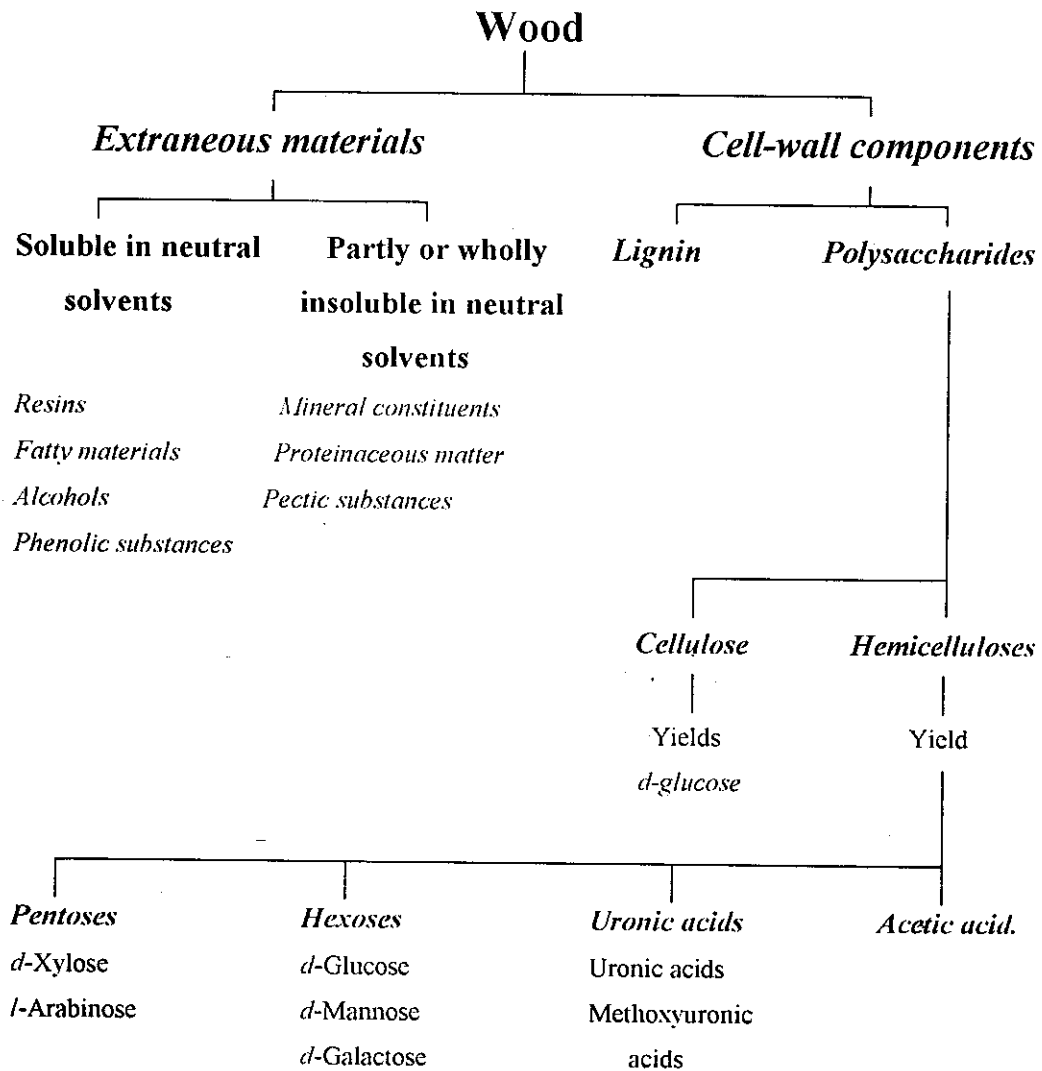 Wood
Extraneous materials
Cell-wall components
Soluble in neutral
solvents
Partly or wholly
insoluble in neutral
solvents
Lignin
Polysaccharides
Resins
Fatty materials
Alcohols
Phenolic substances
Mineral constituents
Proteinaceous matter
Pectic substances
Cellulose
Hemicelluloses
Yields
d-glucose
Yield
Pentoses
d-Xylose
l-Arabinose
Hexoses
d-Glucose
d-Mannose
d-Galactose
Uronic acids
Uronic acids
Methoxyuronic
acids
Acetic acid.